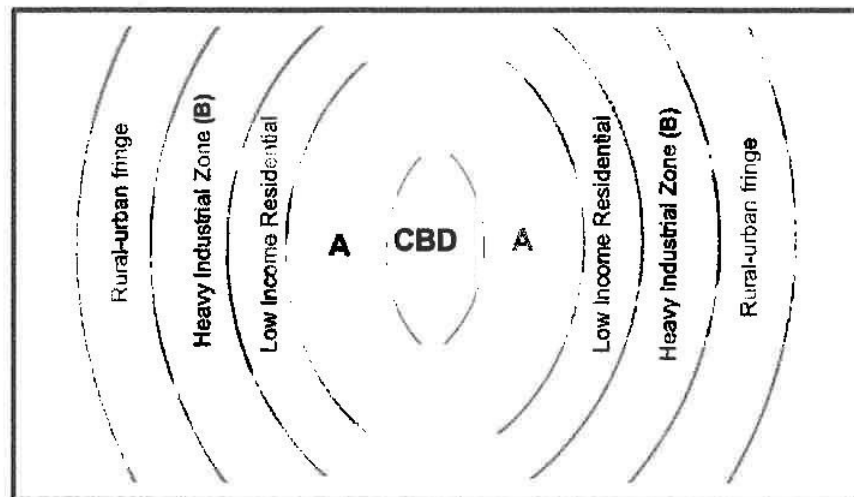 Rural-urban fringe
Heavy Industrial Zone (B)
Low Income Residential
A
CBD
A
Low Income Residential
Heavy Industrial Zone (B)
Rural-urban fringe